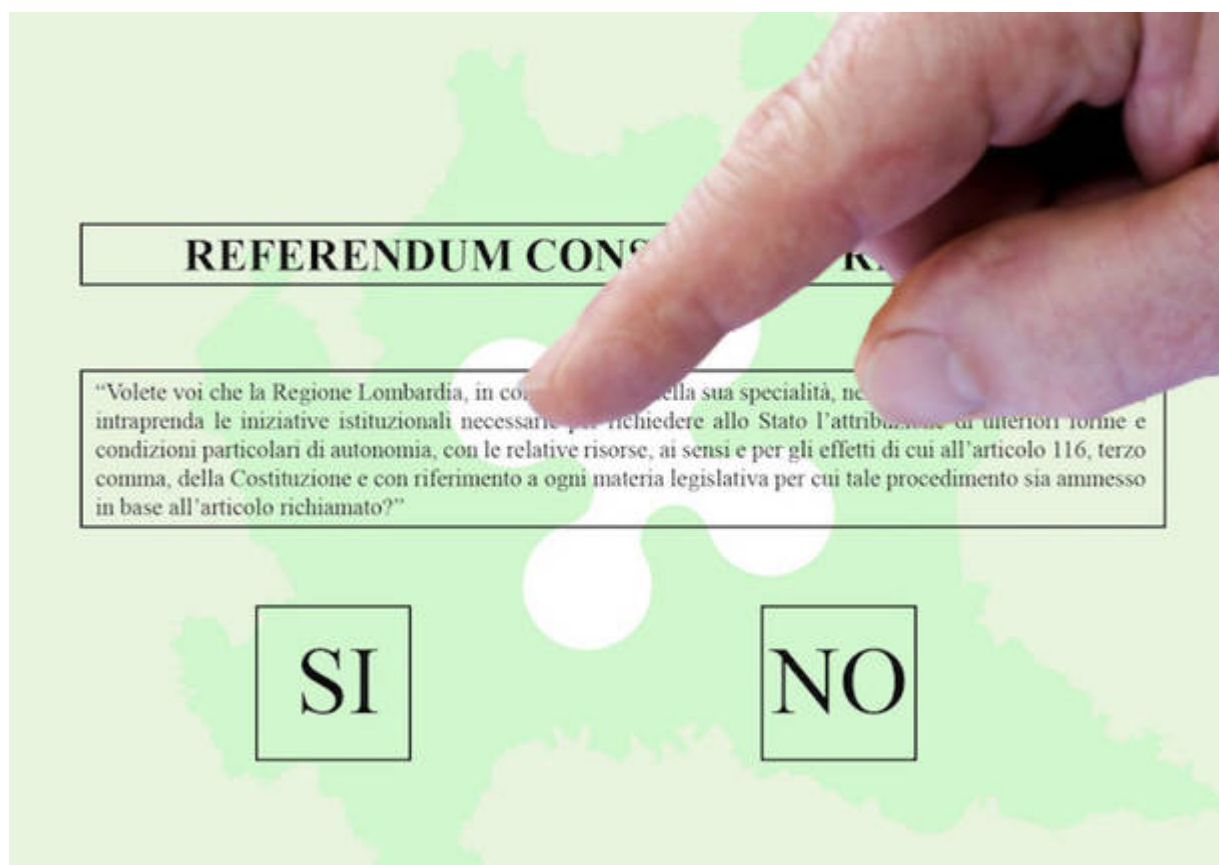 REFERENDUM
“Volete voi che la Regione Lombardia, in ella sua specialità,
intraprenda le iniziative istituzionali necessarie per richiedere allo Stato l’attribuzione di ulteriori forme e
condizioni particolari di autonomia, con le relative risorse, ai sensi e per gli effetti di cui all’articolo 116, terzo
comma, della Costituzione e con riferimento a ogni materia legislativa per cui tale procedimento sia ammesso
in base all’articolo richiamato?”
SI NO